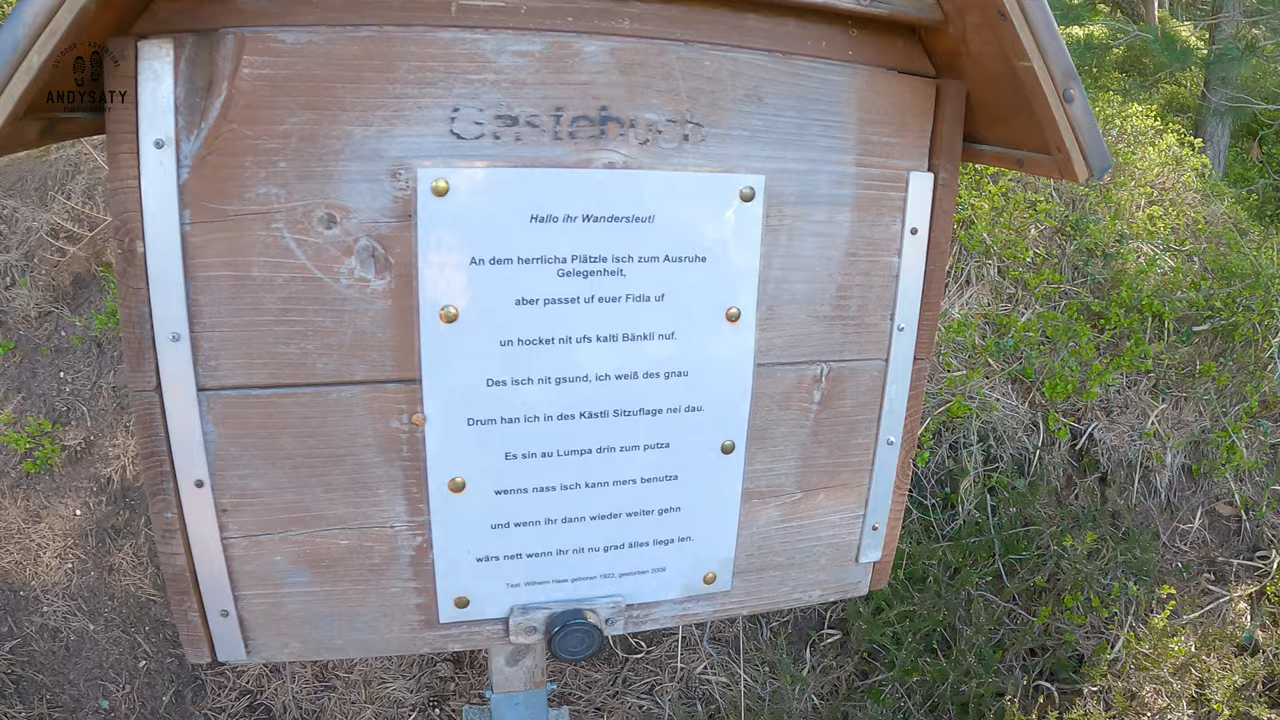 OUTDOOR - ADVENTURE
ANDYSATY
Gästebuch
Hallo ihr Wandersleut!
An dem herrlicha Plätzle isch zum Ausruhe
Gelegenheit,
aber passet uf euer Fidla uf
un hocket nit ufs kalti Bänkli nuf.
Des isch nit gsund, ich weiß des gnau
Drum han ich in des Kästli Sitzuflage nei dau.
Es sin au Lumpa drin zum putza
wenns nass isch kann mers benutza
und wenn ihr dann wieder weiter gehn
wärs nett wenn ihr nit nu grad älles liega len.
Text: Wilhelm Haas geboren 1922, gestorben 2009